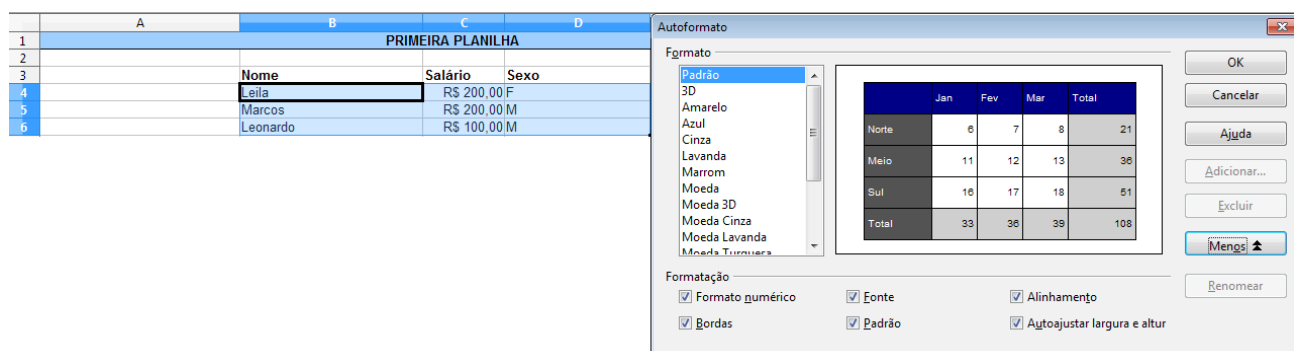 A B C D
1 PRIMEIRA PLANILHA
2
3 Nome Salário Sexo
4 Leila R$ 200,00 F
5 Marcos R$ 200,00 M
6 Leonardo R$ 100,00 M
Autoformato
Formato
Padrão
3D
Amarelo
Azul
Cinza
Lavanda
Marrom
Moeda
Moeda 3D
Moeda Cinza
Moeda Lavanda
Moeda Turquesa
Jan Fev Mar Total
Norte 6 7 8 21
Meio 11 12 13 36
Sul 16 17 18 51
Total 33 36 39 108
OK
Cancelar
Ajuda
Adicionar...
Excluir
Menos
Renomear
Formatação
Formato numérico Fonte Alinhamento
Bordas Padrão Autoajustar largura e altur